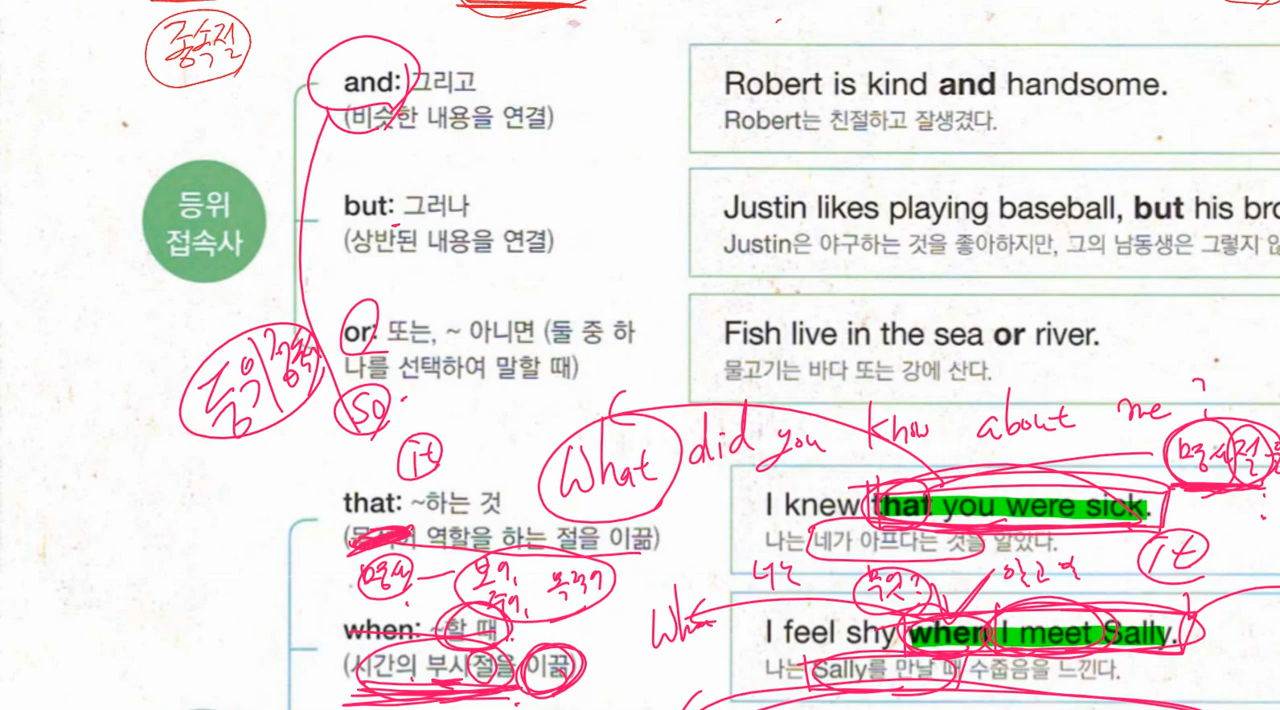 종속절
and: 그리고
(비슷한 내용을 연결)
Robert is kind and handsome.
Robert는 친절하고 잘생겼다.
등위
접속사
but: 그러나
(상반된 내용을 연결)
Justin likes playing baseball, but his bro
Justin은 야구하는 것을 좋아하지만, 그의 남동생은 그렇지 않
or: 또는, ~ 아니면 (둘 중 하
나를 선택하여 말할 때)
Fish live in the sea or river.
물고기는 바다 또는 강에 산다.
등위접속
so
it
What did you know about me?
명사절
that: ~하는 것
역할을 하는 절을 이끎)
I knew that you were sick.
나는 네가 아프다는 것을 알았다.
it
명사 — 보어,
주어, 목적어
너는 무엇? 알고 있
when: ~할 때
(시간의 부사절을 이끎)
I feel shy when I meet Sally.
나는 Sally를 만날 때 수줍음을 느낀다.